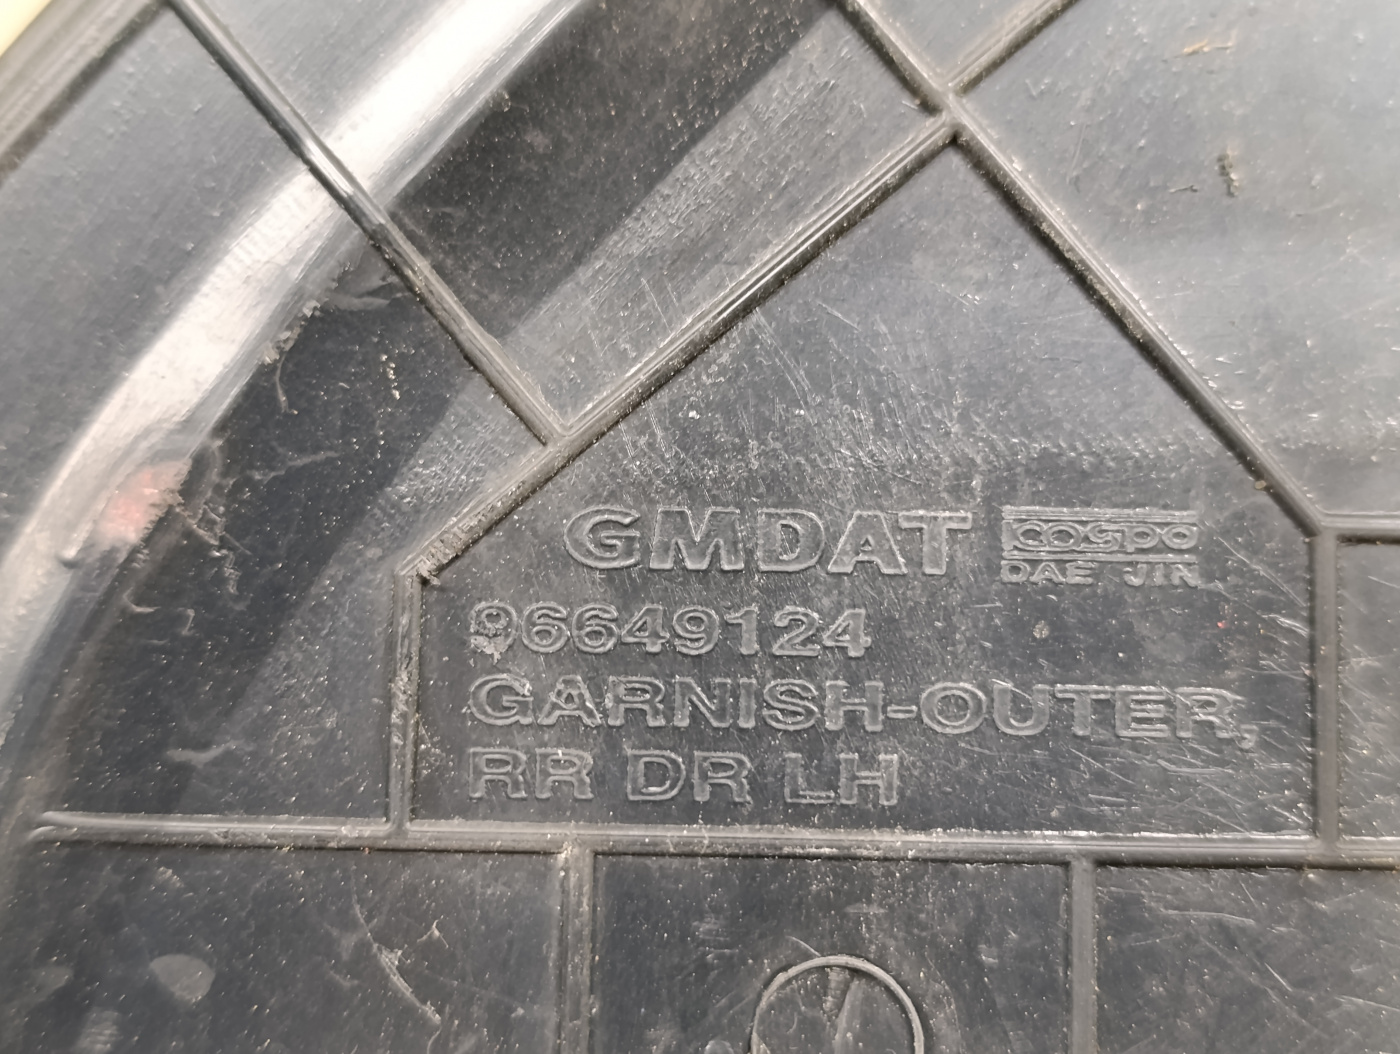 GMDAT
cospo
DAE JIN
96649124
GARNISH-OUTER,
RR DR LH